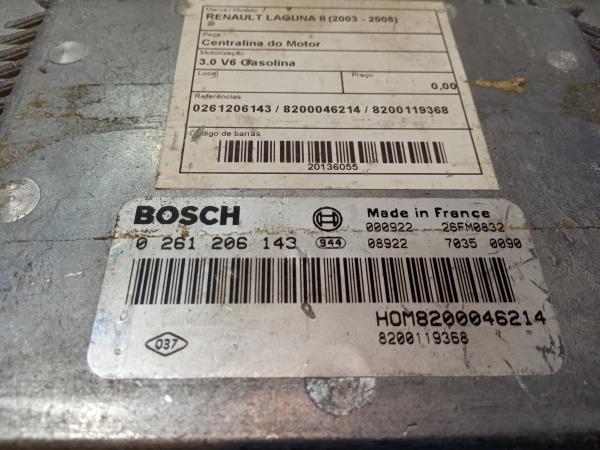 Marca / Modelo
RENAULT LAGUNA II (2003 - 2005)
Peça
Centralina do Motor
Motorização
3.0 V6 Gasolina
Local Preço
0,00
Referências
0261206143 / 8200046214 / 8200119368
Código de barras
20136055
BOSCH Made in France
000922 26FM0832
0 261 206 143 944 08922 7035 0090
HOM8200046214
037 8200119368